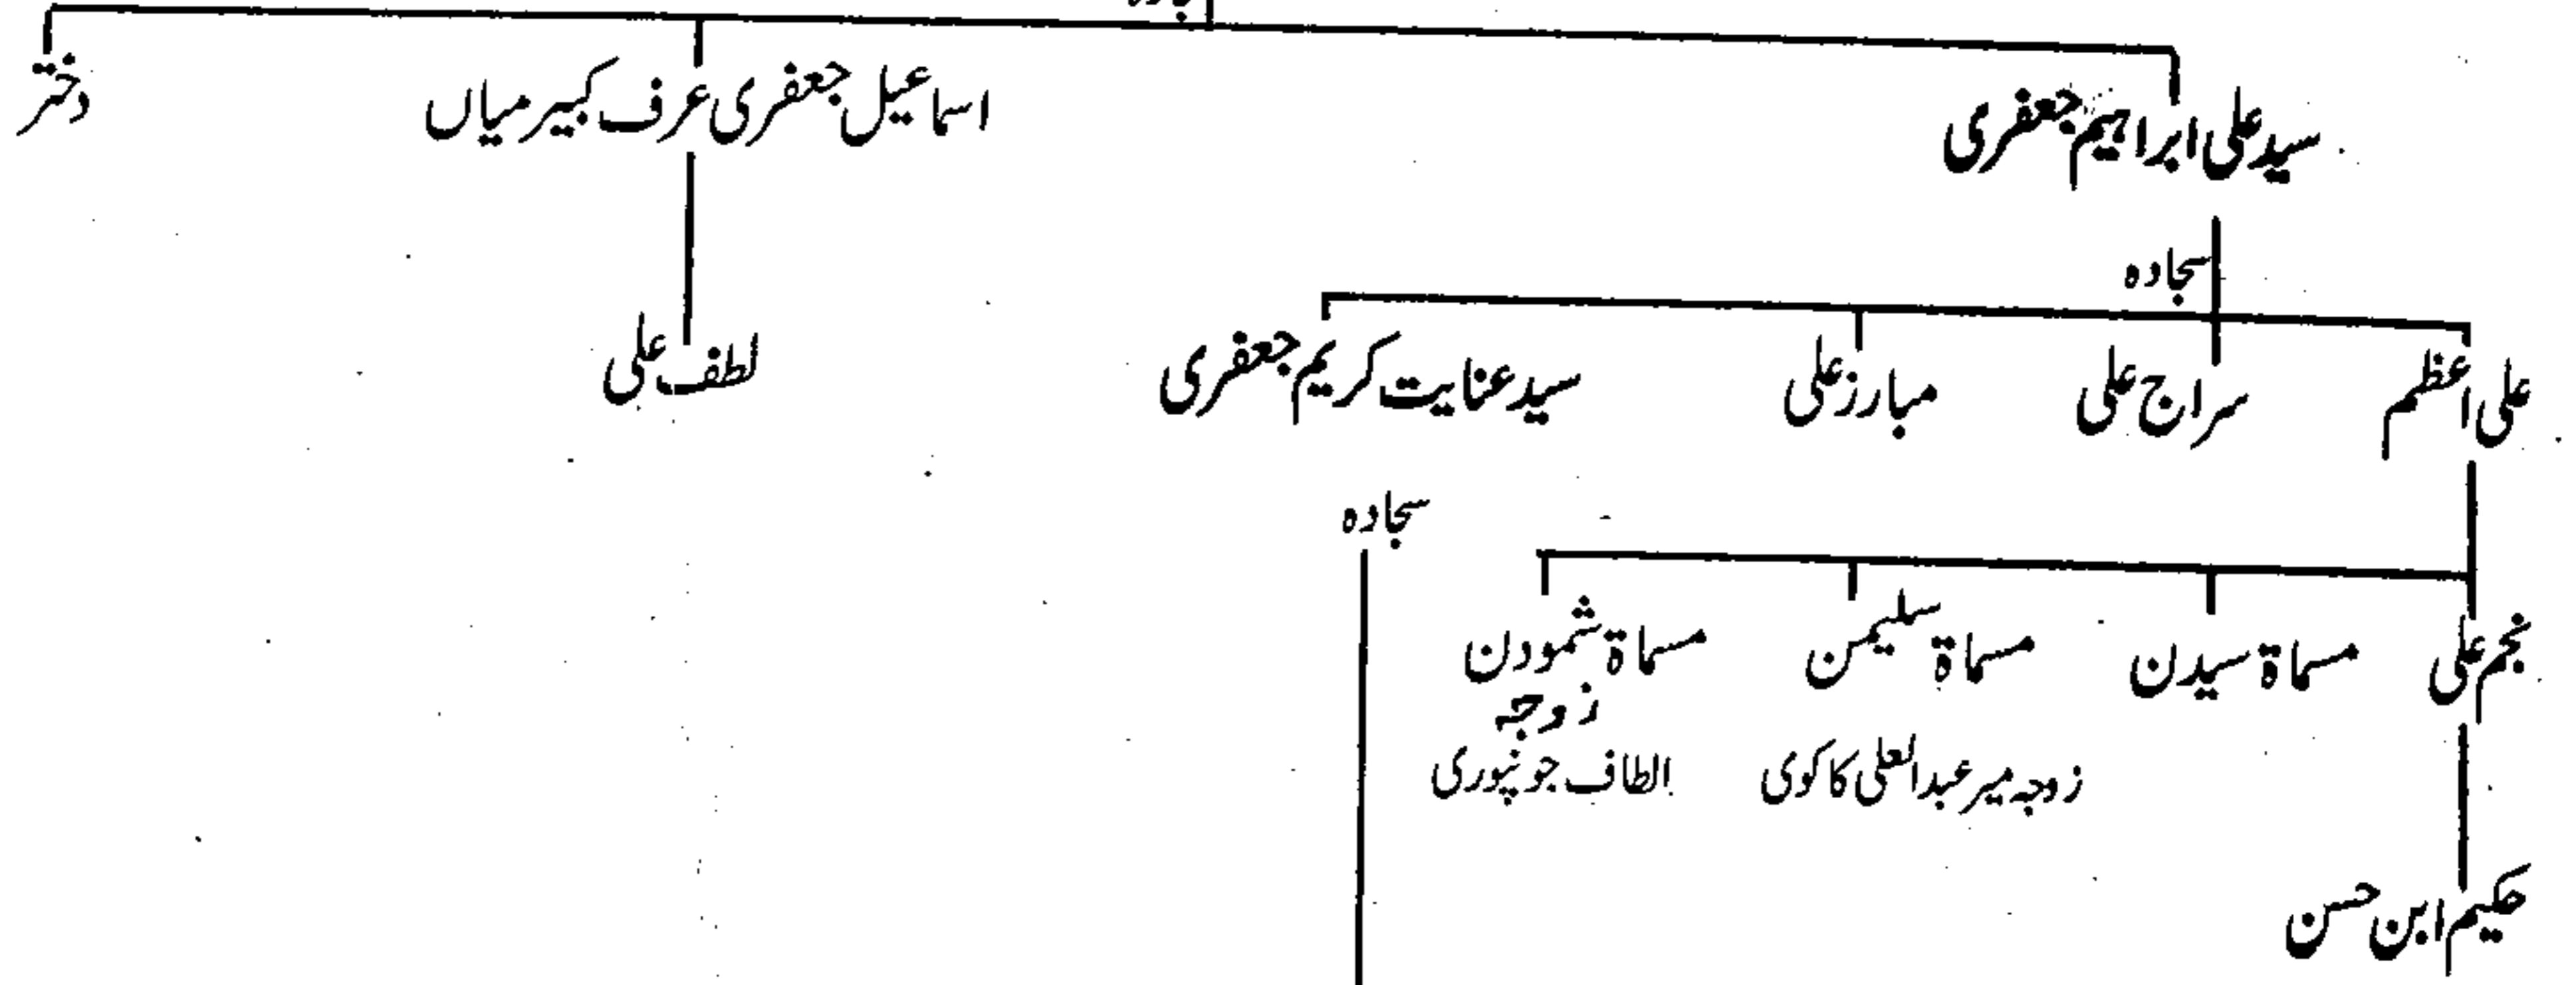 سید علی ابراہیم جعفری
اسماعیل جعفری عرف کبیر میاں
دختر
سجادہ
علی اعظم
سراج علی
مبارز علی
سید عنایت کریم جعفری
لطف علی
سجادہ
نجم علی
مسماۃ سیدن
مسماۃ سلیمن
زوجہ میر عبدالعلی کاکوی
مسماۃ شمودن
زوجہ
الطاف جونپوری
حکیم ابن حسن